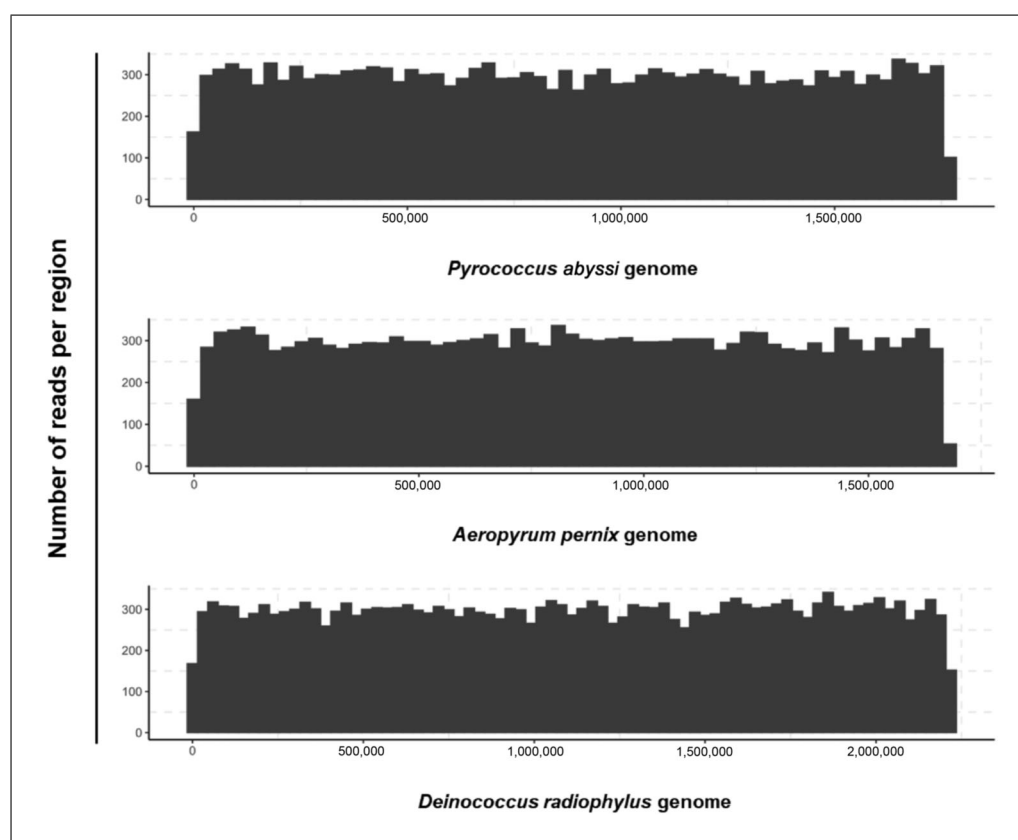 Number of reads per region
300
200
100
0
0 500,000 1,000,000 1,500,000
Pyrococcus abyssi genome
300
200
100
0
0 500,000 1,000,000 1,500,000
Aeropyrum pernix genome
300
200
100
0
0 500,000 1,000,000 1,500,000 2,000,000
Deinococcus radiophylus genome